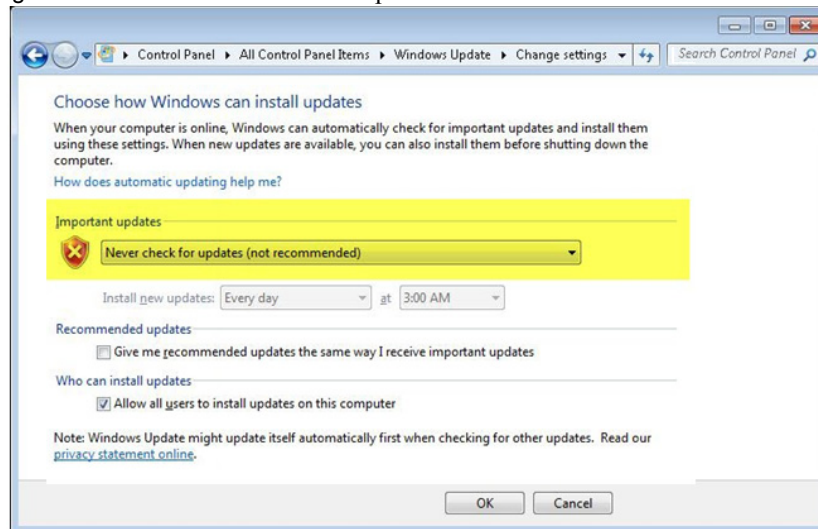 Control Panel ▸ All Control Panel Items ▸ Windows Update ▸ Change settings
Search Control Panel
Choose how Windows can install updates
When your computer is online, Windows can automatically check for important updates and install them
using these settings. When new updates are available, you can also install them before shutting down the
computer.
How does automatic updating help me?
Important updates
Never check for updates (not recommended)
Install new updates: Every day at 3:00 AM
Recommended updates
Give me recommended updates the same way I receive important updates
Who can install updates
Allow all users to install updates on this computer
Note: Windows Update might update itself automatically first when checking for other updates. Read our
privacy statement online.
OK Cancel